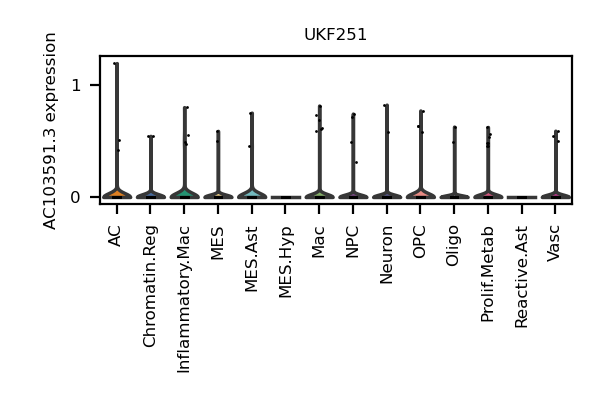 UKF251
AC103591.3 expression
1
0
AC
Chromatin.Reg
Inflammatory.Mac
MES
MES.Ast
MES.Hyp
Mac
NPC
Neuron
OPC
Oligo
Prolif.Metab
Reactive.Ast
Vasc